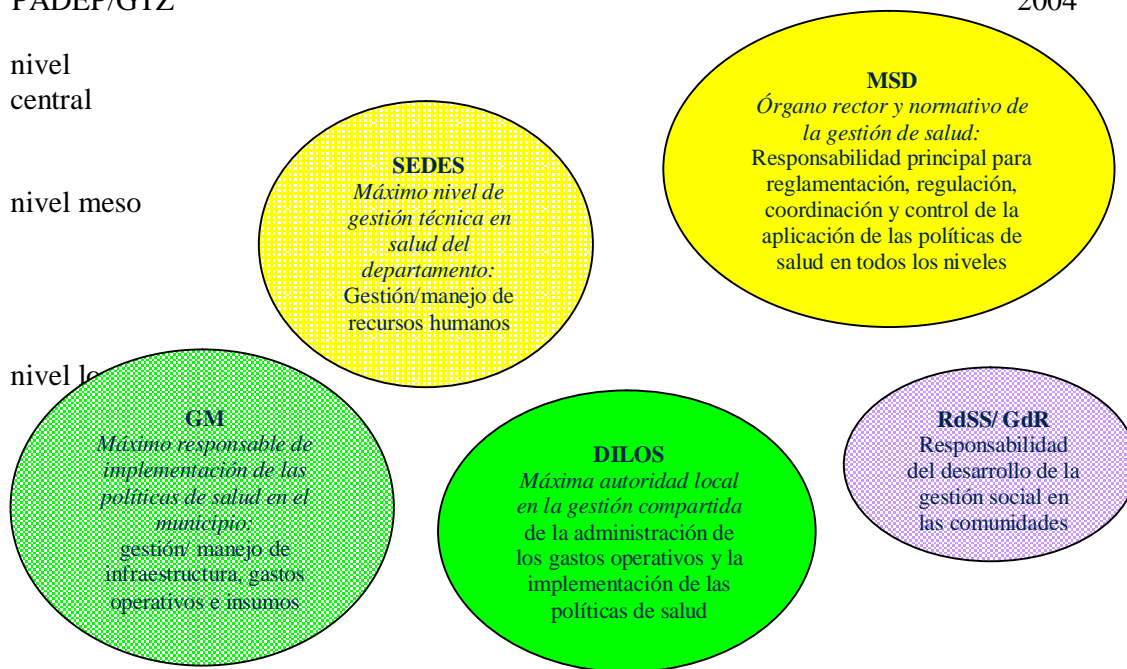 PADEP/GTZ 2004
nivel
central
MSD
Órgano rector y normativo de
la gestión de salud:
Responsabilidad principal para
reglamentación, regulación,
coordinación y control de la
aplicación de las políticas de
salud en todos los niveles
SEDES
Máximo nivel de
gestión técnica en
salud del
departamento:
Gestión/manejo de
recursos humanos
nivel meso
nivel
GM
Máximo responsable de
implementación de las
políticas de salud en el
municipio:
gestión/ manejo de
infraestructura, gastos
operativos e insumos
DILOS
Máxima autoridad local
en la gestión compartida
de la administración de
los gastos operativos y la
implementación de las
políticas de salud
RdSS/ GdR
Responsabilidad
del desarrollo de la
gestión social en
las comunidades